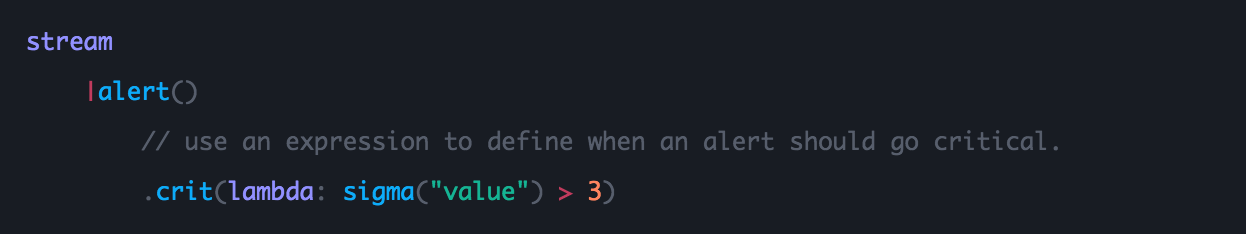 stream
|alert()
// use an expression to define when an alert should go critical.
.crit(lambda: sigma("value") > 3)